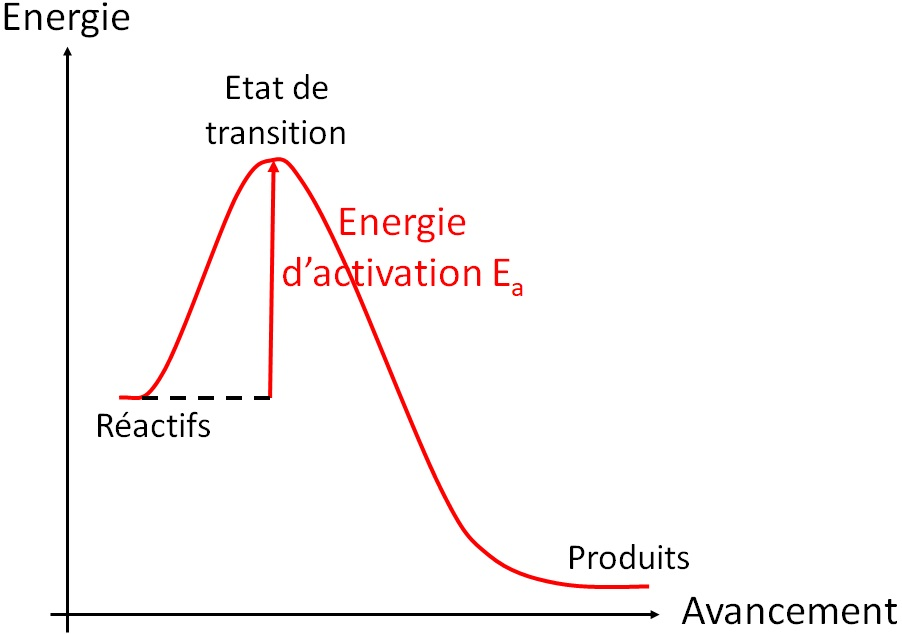 Energie
Etat de
transition
Energie
d’activation Ea
Réactifs
Produits
Avancement